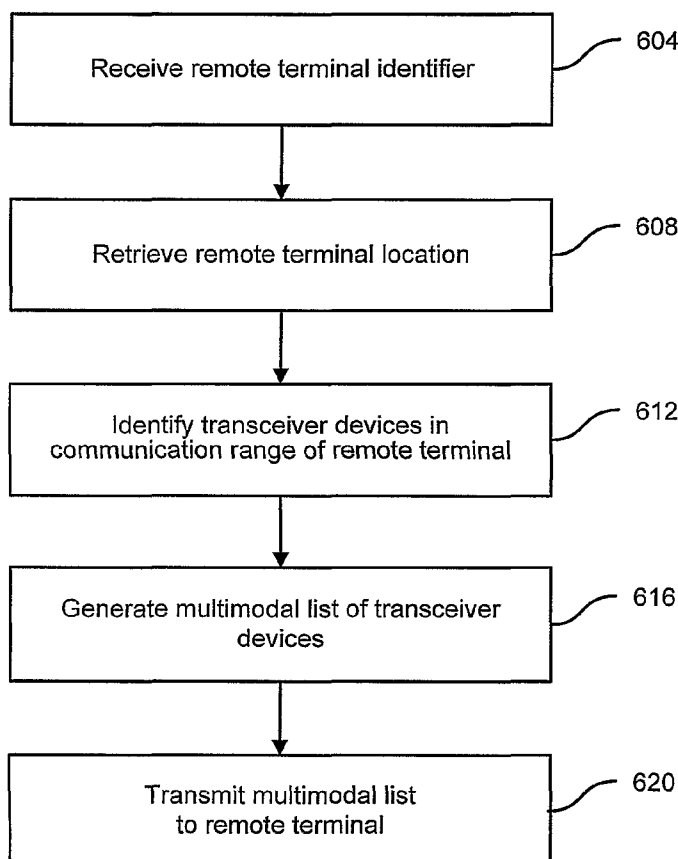 Receive remote terminal identifier
604
Retrieve remote terminal location
608
Identify transceiver devices in
communication range of remote terminal
612
Generate multimodal list of transceiver
devices
616
Transmit multimodal list
to remote terminal
620